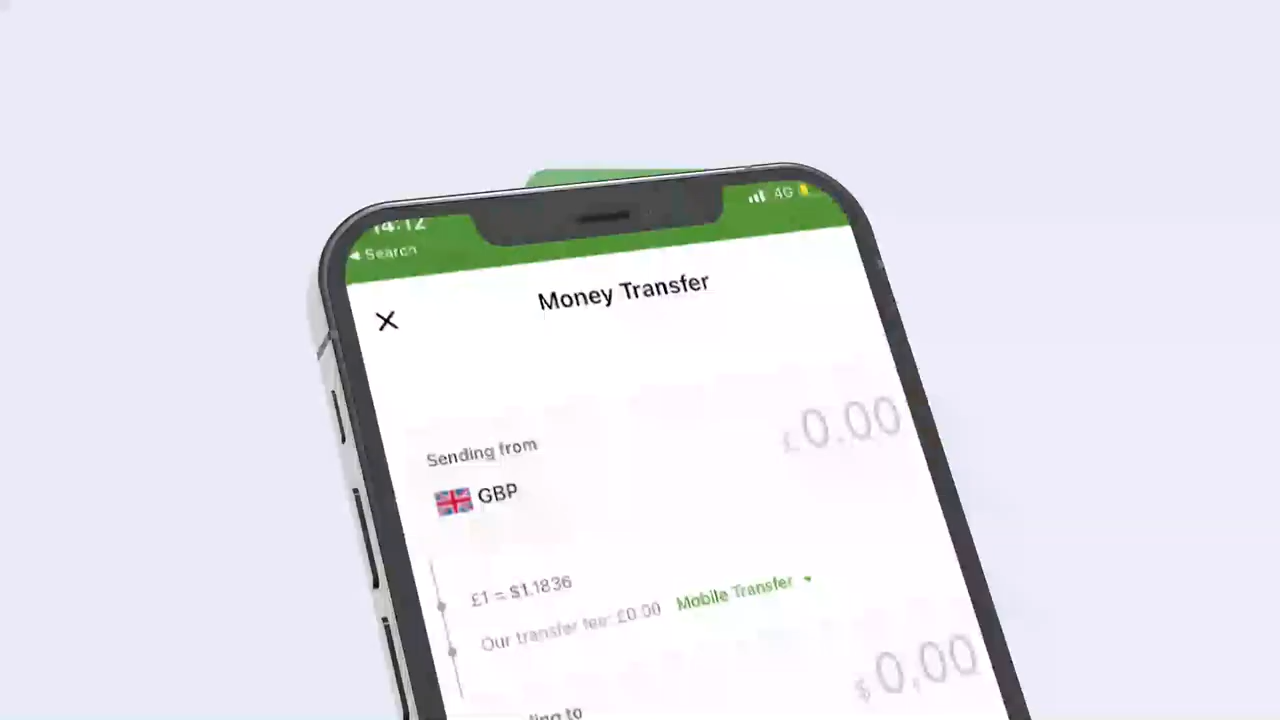 14:12
4G
Search
Money Transfer
£0.00
Sending from
GBP
£1 = $1.1836
Our transfer fee: £0.00 Mobile Transfer
$0.00
to